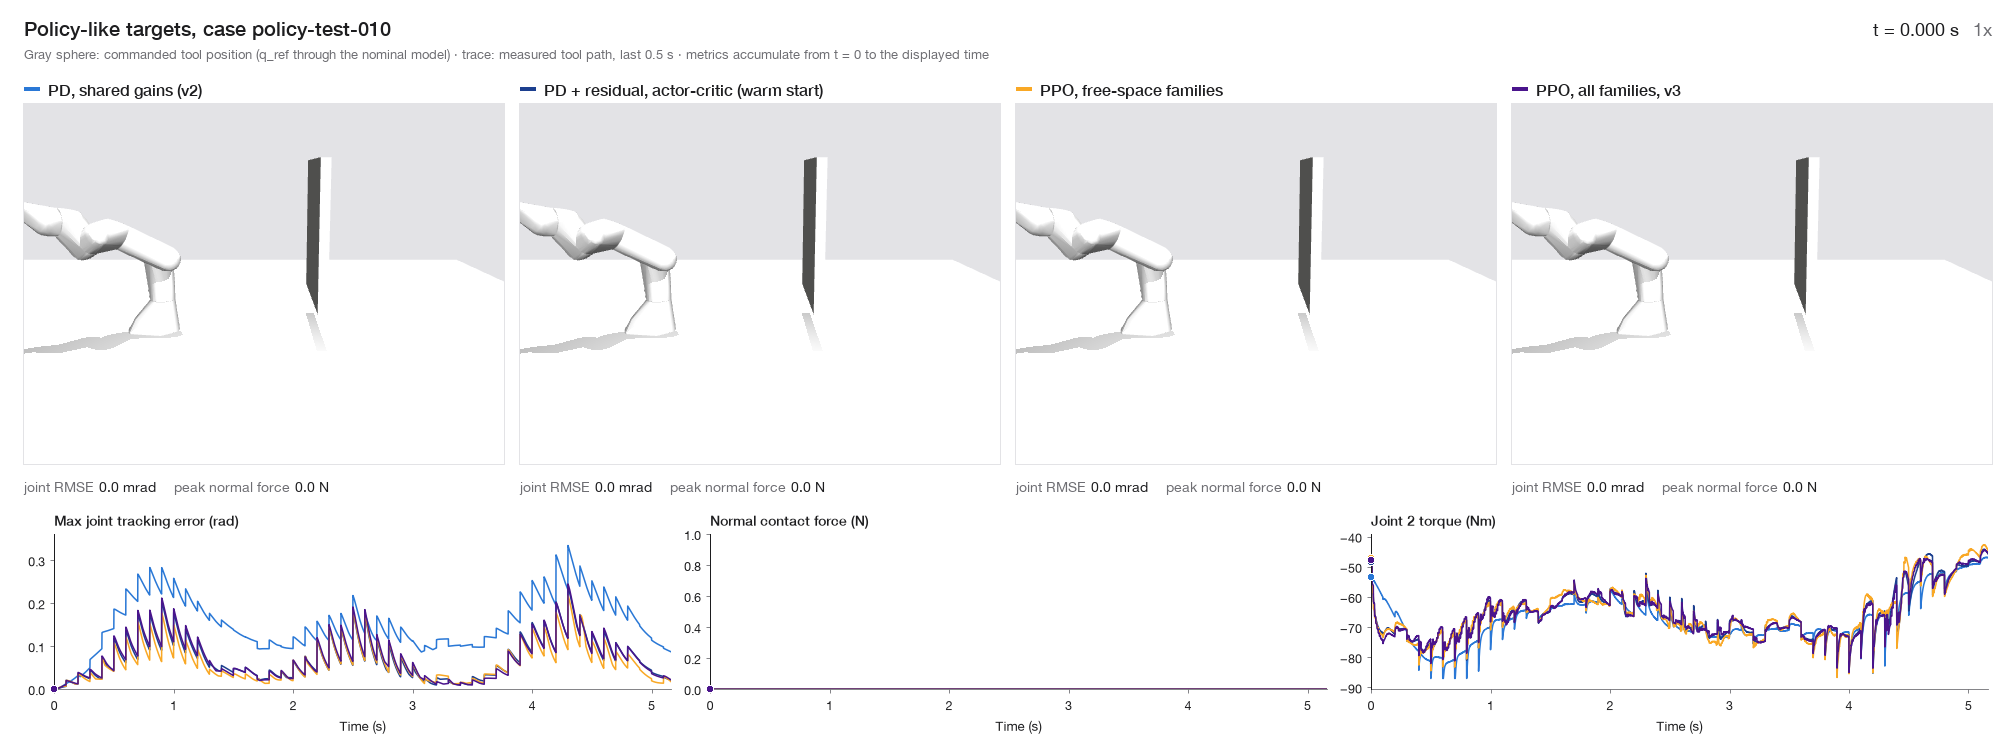 Policy-like targets, case policy-test-010
t = 0.000 s 1x
Gray sphere: commanded tool position (q_ref through the nominal model) · trace: measured tool path, last 0.5 s · metrics accumulate from t = 0 to the displayed time
PD, shared gains (v2)
PD + residual, actor-critic (warm start)
PPO, free-space families
PPO, all families, v3
joint RMSE 0.0 mrad peak normal force 0.0 N
joint RMSE 0.0 mrad peak normal force 0.0 N
joint RMSE 0.0 mrad peak normal force 0.0 N
joint RMSE 0.0 mrad peak normal force 0.0 N
Max joint tracking error (rad)
0.3
0.2
0.1
0.0
0 1 2 3 4 5
Time (s)
Normal contact force (N)
1.0
0.8
0.6
0.4
0.2
0.0
0 1 2 3 4 5
Time (s)
Joint 2 torque (Nm)
−40
−50
−60
−70
−80
−90
0 1 2 3 4 5
Time (s)